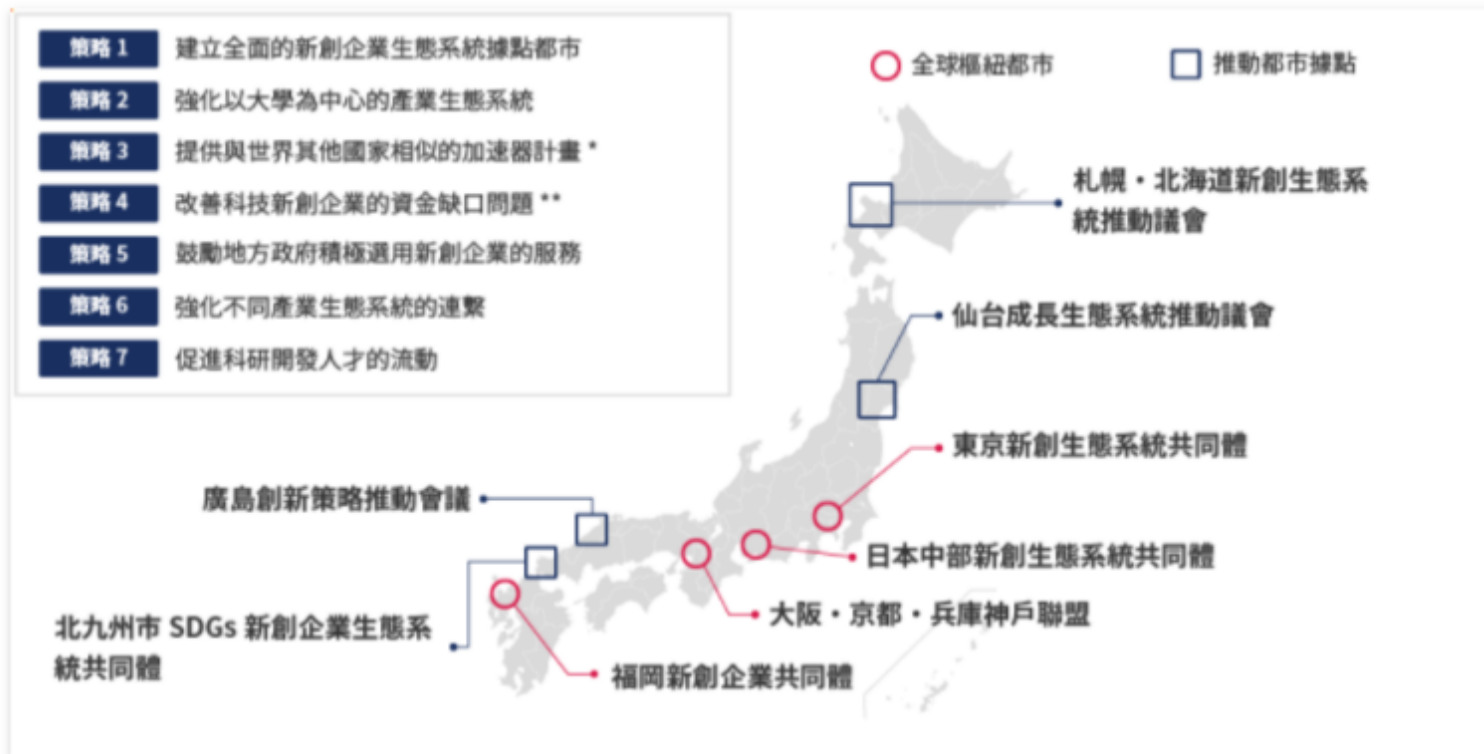 策略 1 建立全面的新創企業生態系統據點都市
策略 2 強化以大學為中心的產業生態系統
策略 3 提供與世界其他國家相似的加速器計畫 *
策略 4 改善科技新創企業的資金缺口問題 **
策略 5 鼓勵地方政府積極選用新創企業的服務
策略 6 強化不同產業生態系統的連繫
策略 7 促進科研開發人才的流動
全球樞紐都市
推動都市據點
札幌・北海道新創生態系
統推動議會
仙台成長生態系統推動議會
東京新創生態系統共同體
廣島創新策略推動會議
日本中部新創生態系統共同體
大阪・京都・兵庫神戶聯盟
北九州市 SDGs 新創企業生態系
統共同體
福岡新創企業共同體